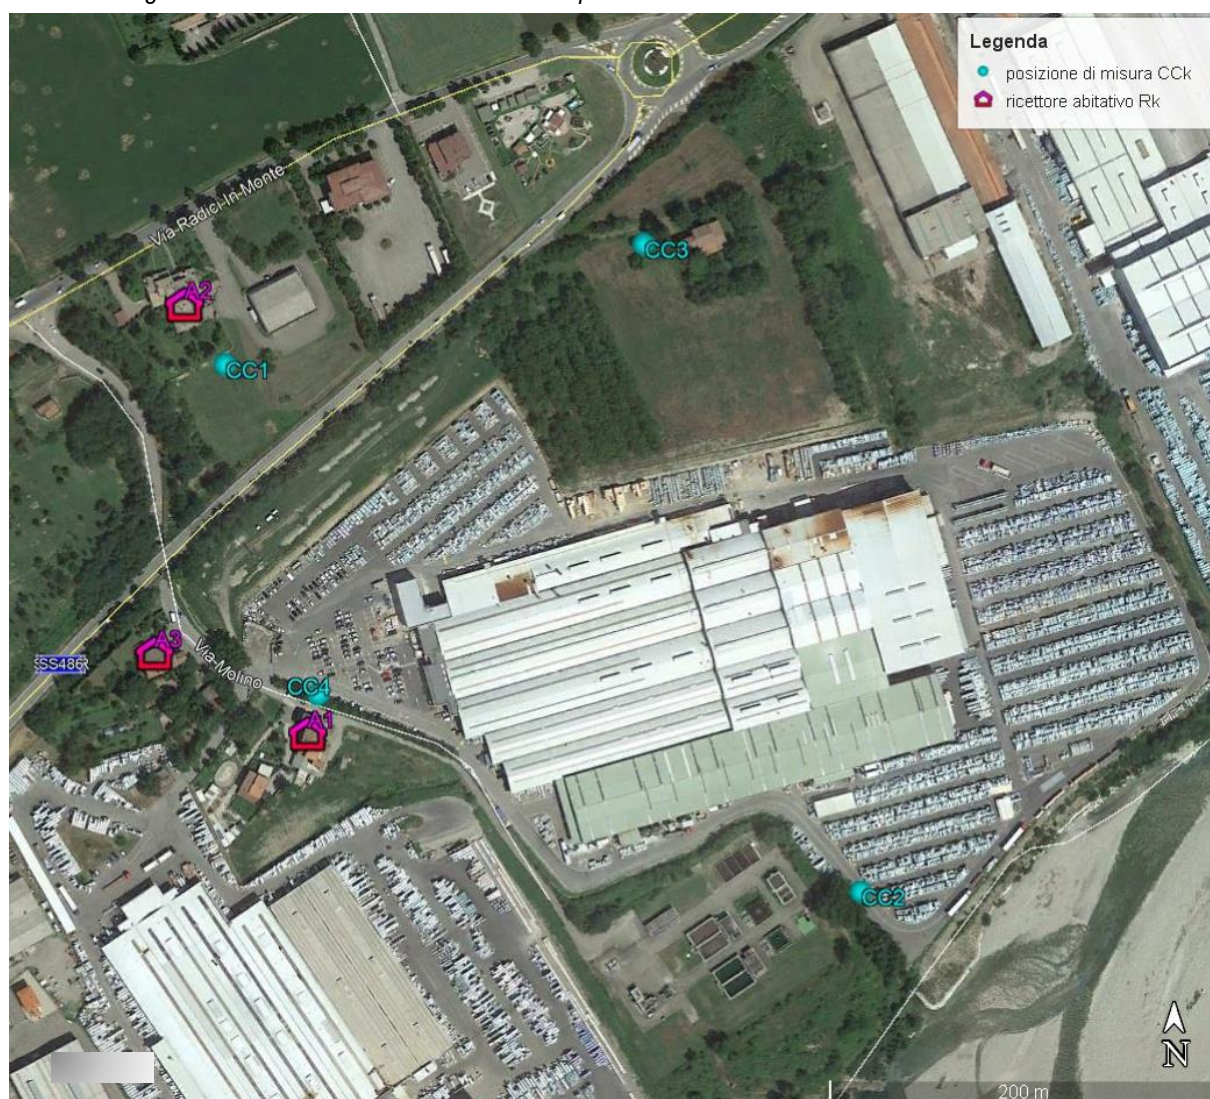 Legenda
posizione di misura CCk
ricettore abitativo Rk
Via-Radici-In-Monte
CC3
A2
CC1
A3
SS486
Via-Molino
CC4
A1
CC2
N
200 m